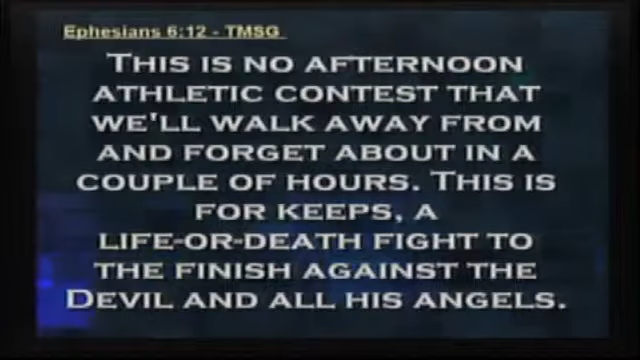 Ephesians 6:12 - TMSG
This is no afternoon
athletic contest that
we'll walk away from
and forget about in a
couple of hours. This is
for keeps, a
life-or-death fight to
the finish against the
Devil and all his angels.